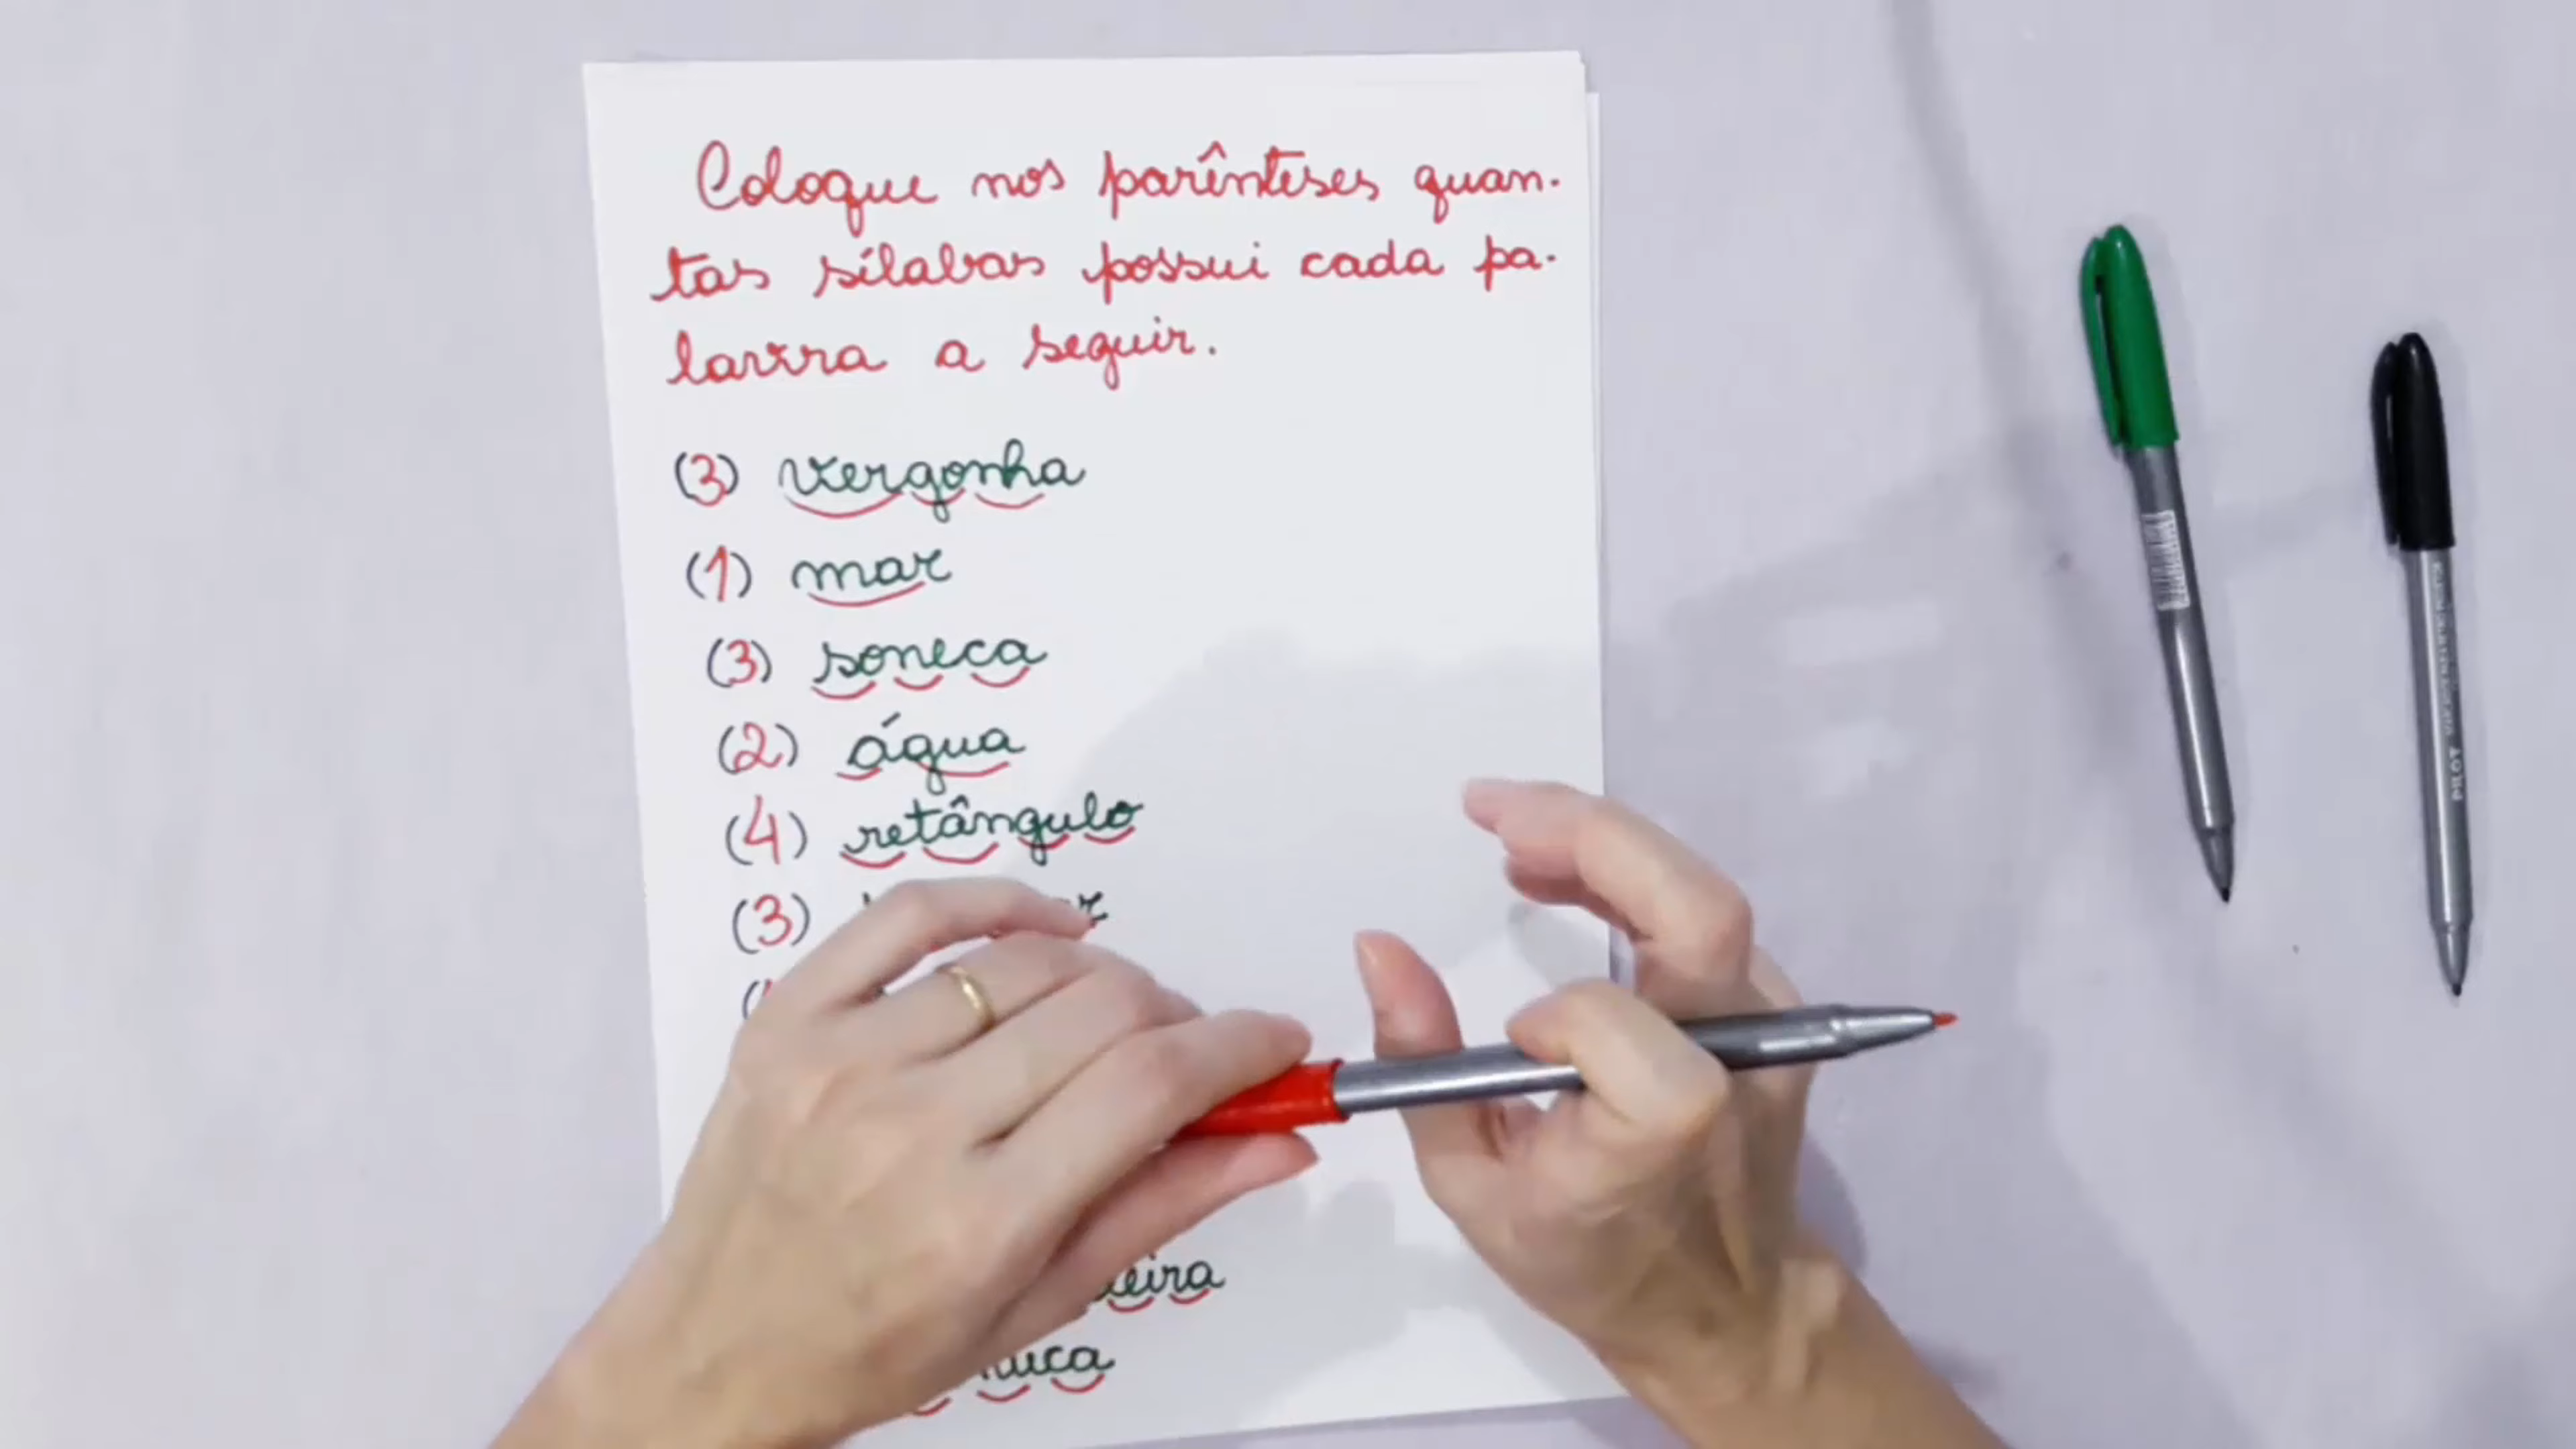 Coloque nos parênteses quan-
tas sílabas possui cada pa-
lavra a seguir.
(3) vergonha
(1) mar
(3) soneca
(2) água
(4) retângulo
(3)
PILOT